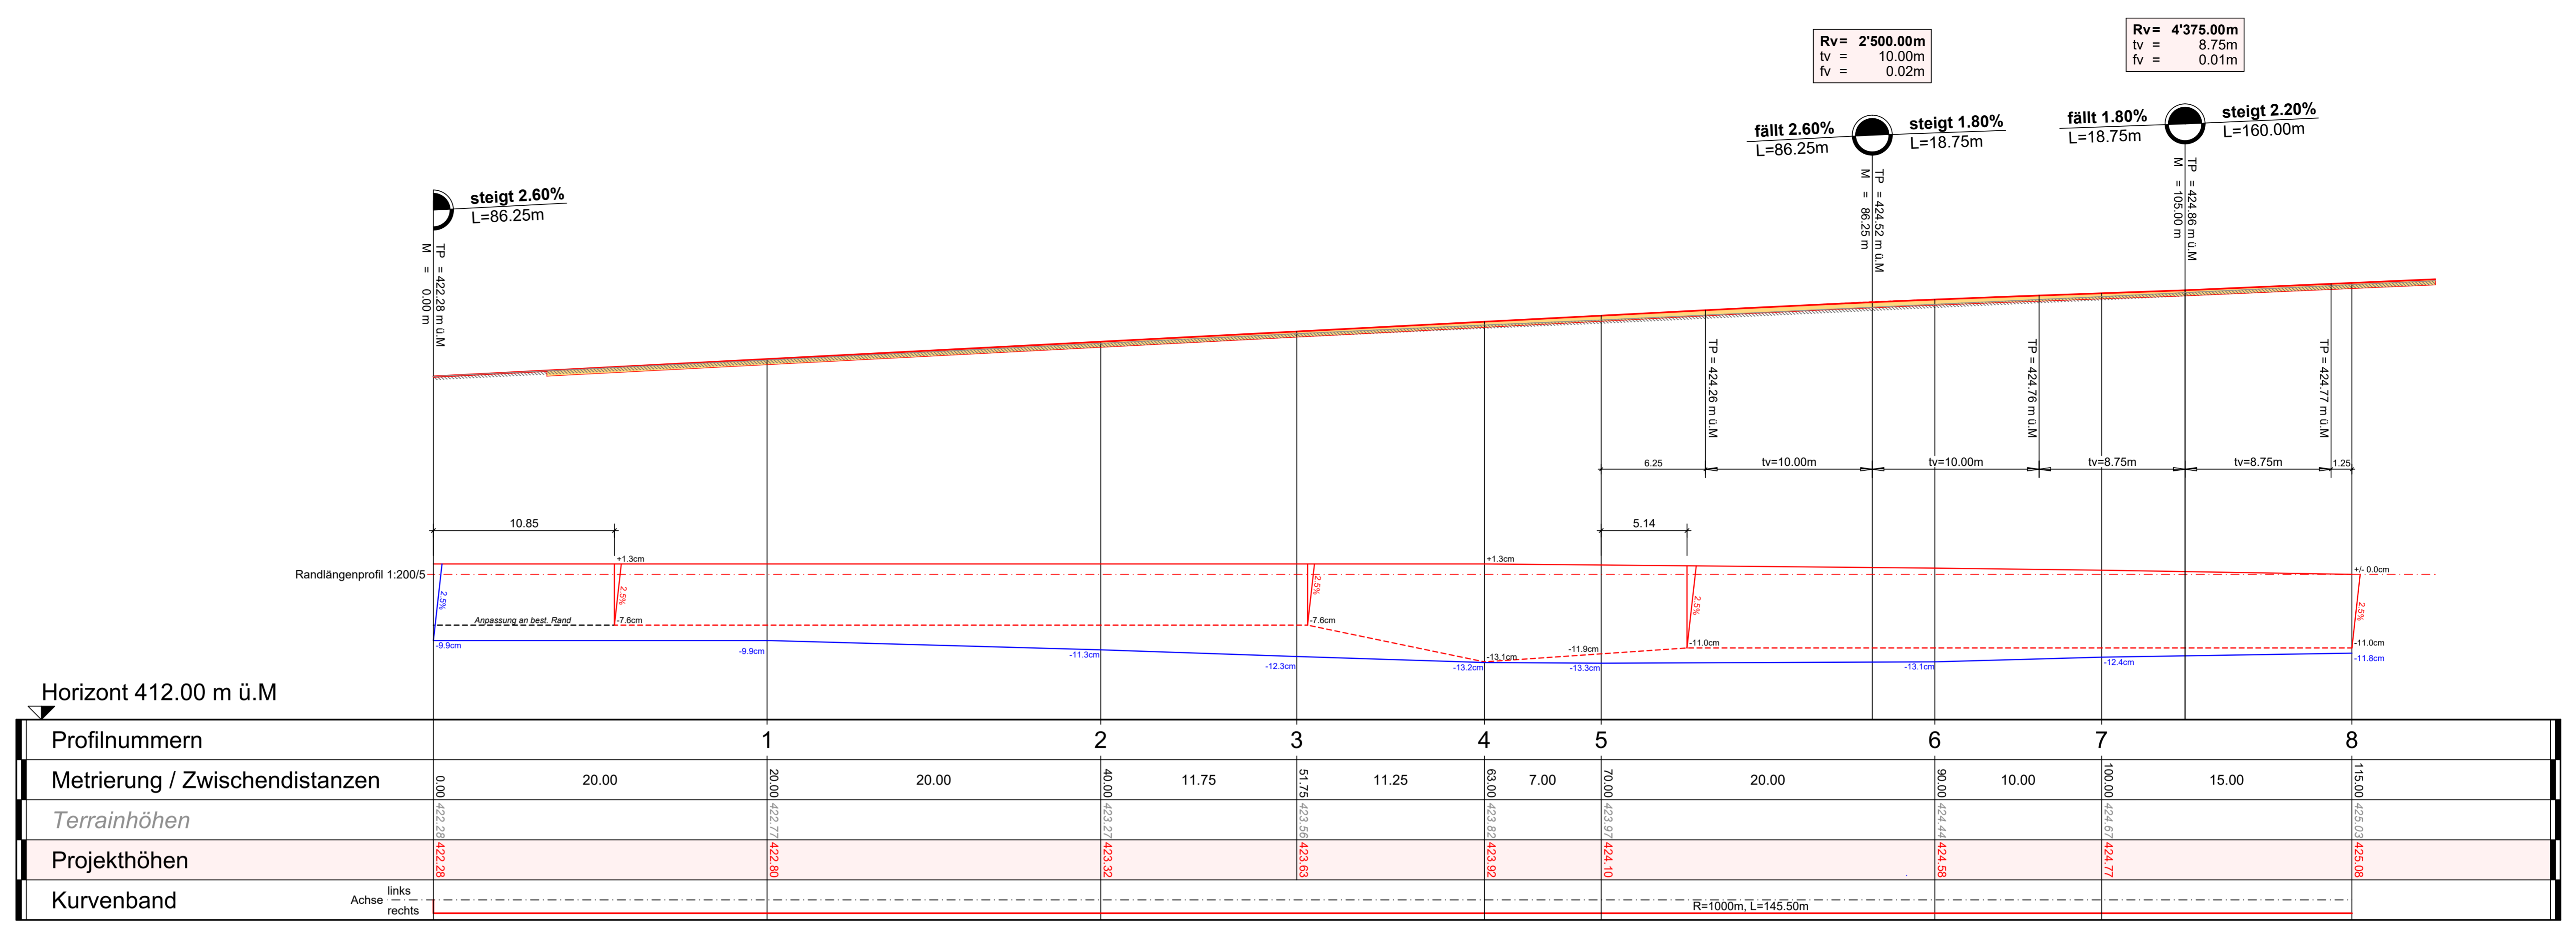 Rv= 2'500.00m
tv = 10.00m
fv = 0.02m
Rv= 4'375.00m
tv = 8.75m
fv = 0.01m
fällt 2.60%
L=86.25m
steigt 1.80%
L=18.75m
fällt 1.80%
L=18.75m
steigt 2.20%
L=160.00m
TP = 424.52 m ü.M
M = 86.25 m
TP = 424.86 m ü.M
M = 105.00 m
steigt 2.60%
L=86.25m
TP = 422.28 m ü.M
M = 0.00 m
TP = 424.26 m ü.M
TP = 424.76 m ü.M
TP = 424.77 m ü.M
6.25 tv=10.00m tv=10.00m tv=8.75m tv=8.75m 1.25
10.85
5.14
+1.3cm
+1.3cm
Randlängenprofil 1:200/5
+/- 0.0cm
2.5%
2.5%
2.5%
2.5%
2.5%
Anpassung an best. Rand
-7.6cm
-7.6cm
-9.9cm
-9.9cm
-11.3cm
-12.3cm
-13.1cm
-13.2cm
-11.9cm
-13.3cm
-11.0cm
-13.1cm
-12.4cm
-11.0cm
-11.8cm
Horizont 412.00 m ü.M
Profilnummern 1 2 3 4 5 6 7 8
Metrierung / Zwischendistanzen 0.00 20.00 20.00 20.00 40.00 11.75 51.75 11.25 63.00 7.00 70.00 20.00 90.00 10.00 100.00 15.00 115.00
Terrainhöhen 422.28 422.77 423.27 423.56 423.82 423.97 424.44 424.67 425.03
Projekthöhen 422.28 422.80 423.32 423.63 423.92 424.10 424.58 424.77 425.08
Kurvenband
links
Achse
rechts
R=1000m, L=145.50m